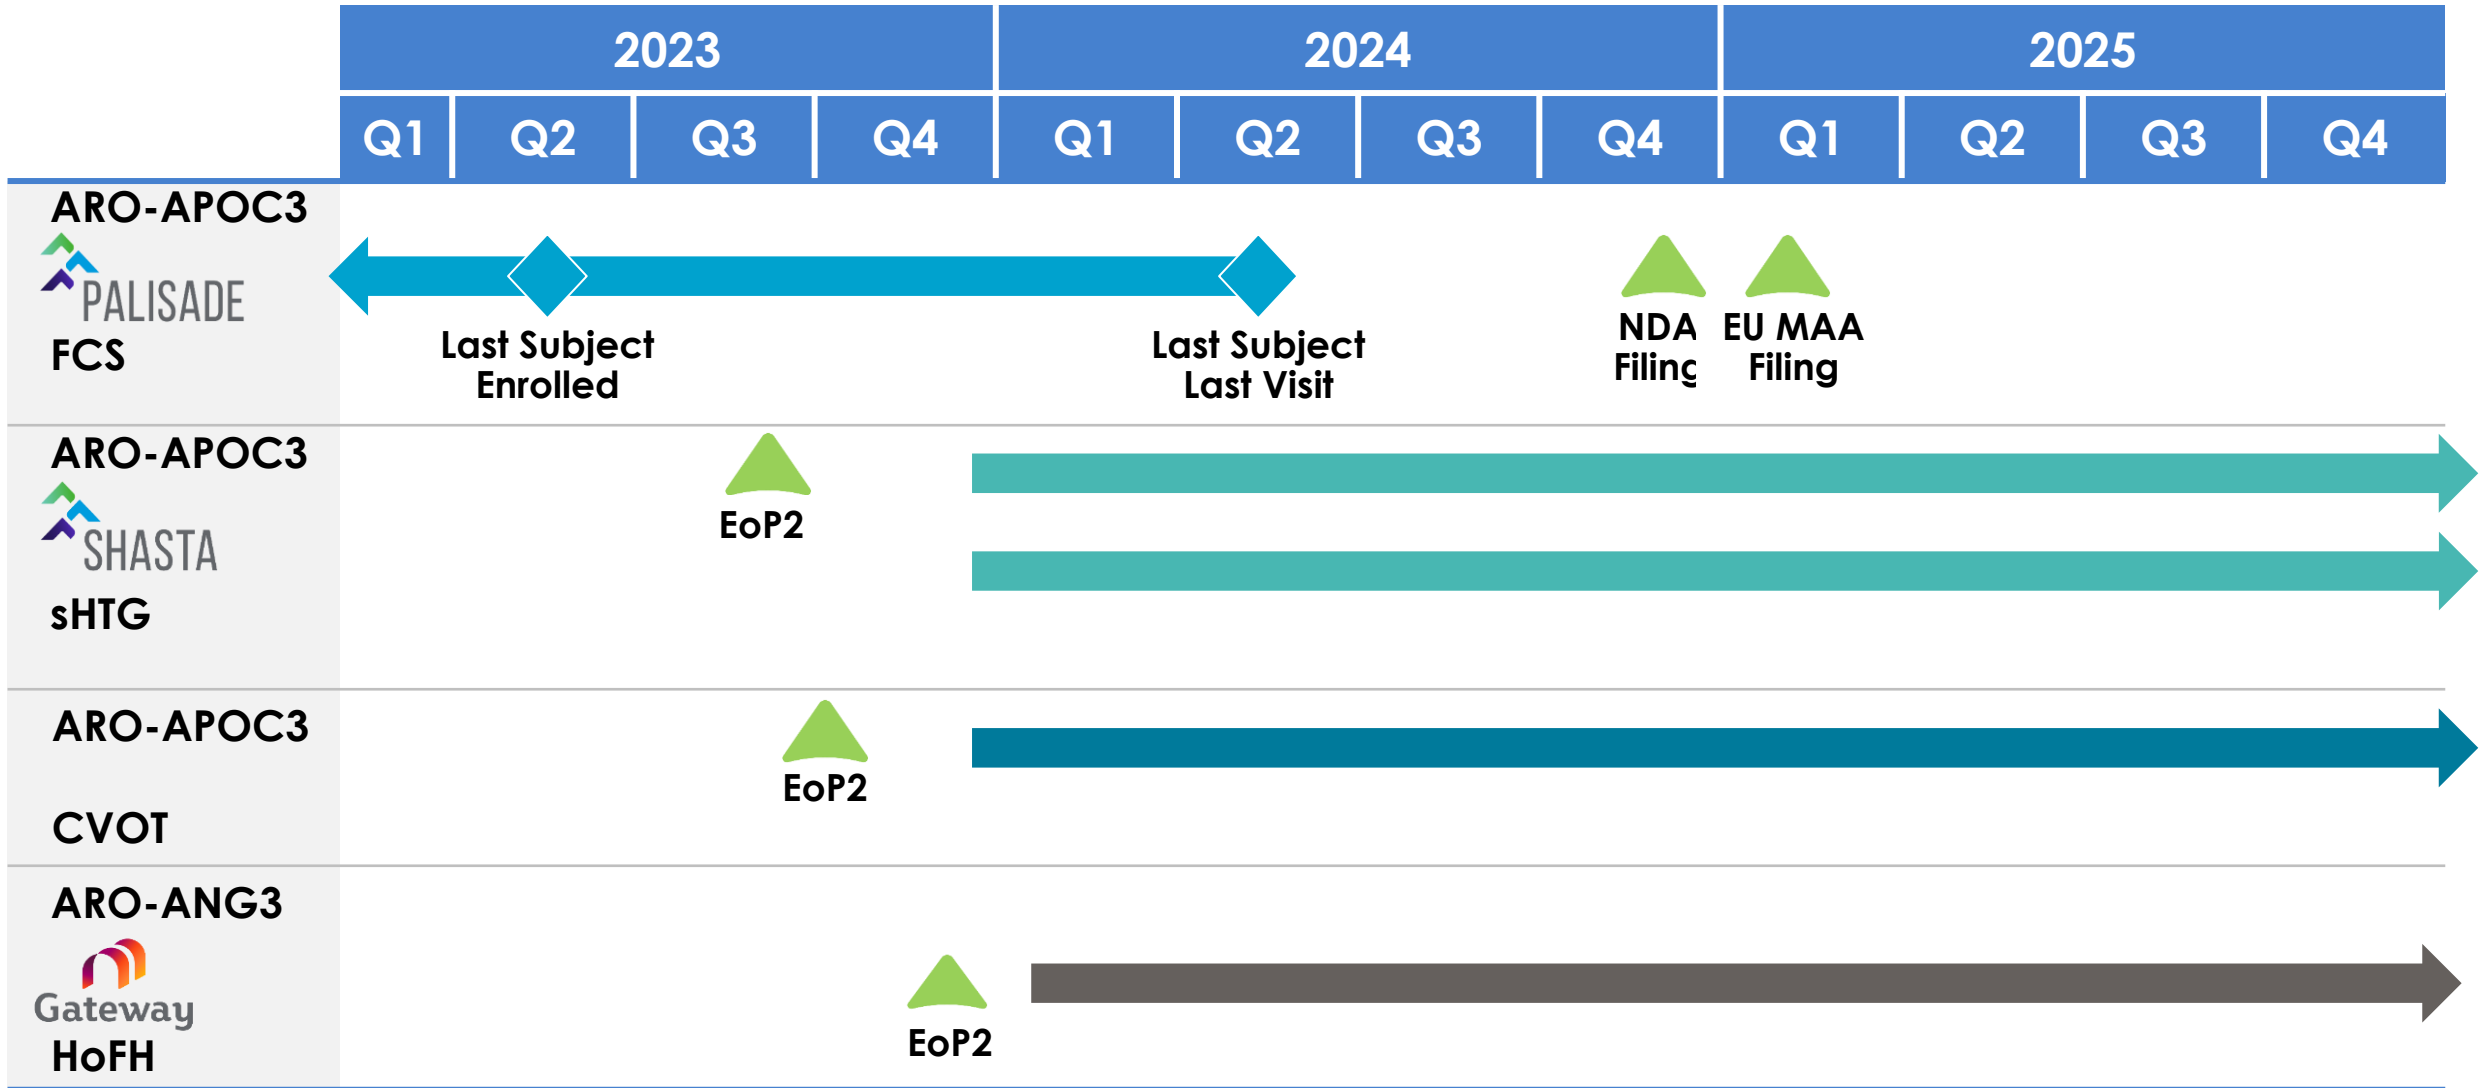 2023 2024 2025
Q1 Q2 Q3 Q4 Q1 Q2 Q3 Q4 Q1 Q2 Q3 Q4
ARO-APOC3
PALISADE
FCS
Last Subject
Enrolled
Last Subject
Last Visit
NDA
Filing
EU MAA
Filing
ARO-APOC3
SHASTA
sHTG
EoP2
ARO-APOC3
CVOT
EoP2
ARO-ANG3
Gateway
HoFH
EoP2